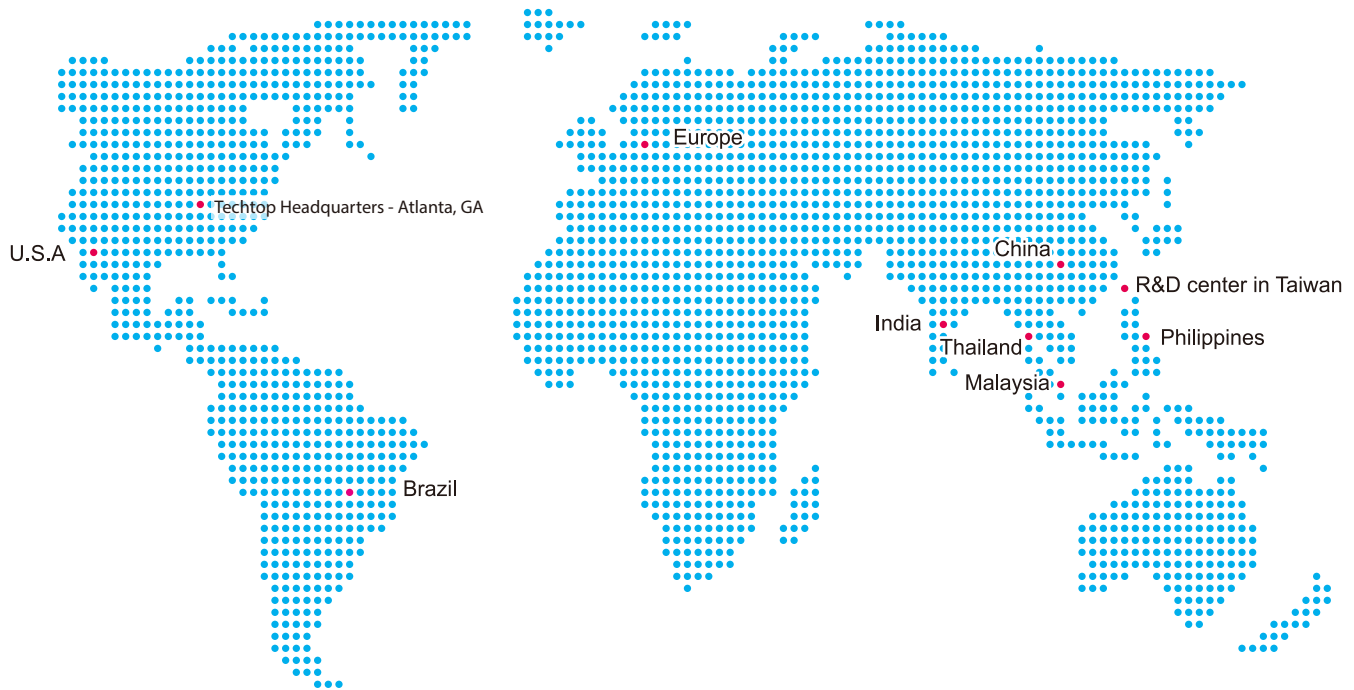 Europe
Techtop Headquarters - Atlanta, GA
U.S.A
China
R&D center in Taiwan
India
Philippines
Thailand
Malaysia
Brazil